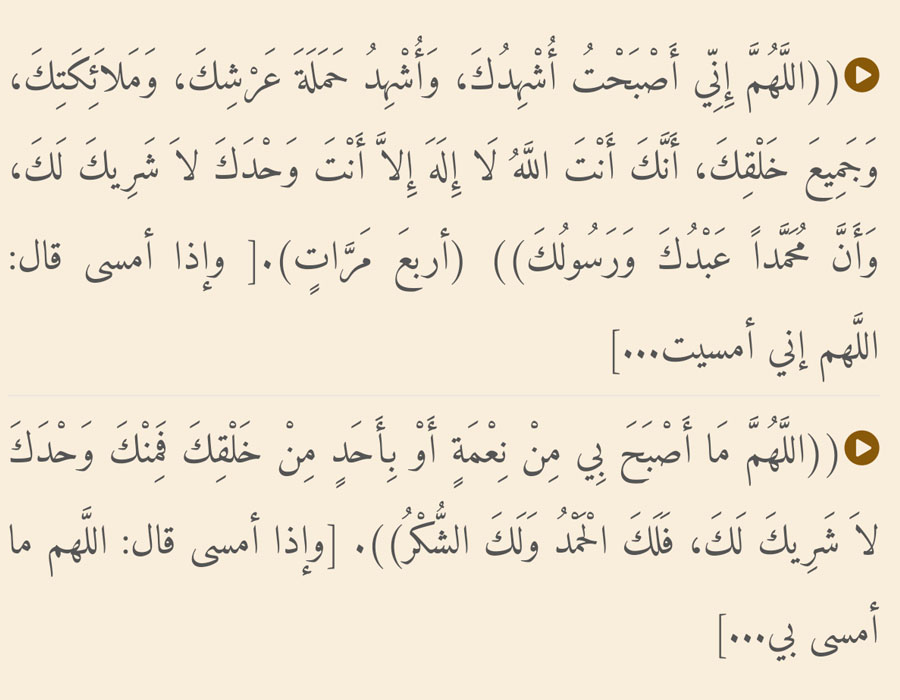 ((اللَّهُمَّ إِنِّي أَصْبَحْتُ أُشْهِدُكَ، وَأُشْهِدُ حَمَلَةَ عَرْشِكَ، وَمَلاَئِكَتِكَ،
وَجَمِيعَ خَلْقِكَ، أَنَّكَ أَنْتَ اللَّهُ لَا إِلَهَ إِلاَّ أَنْتَ وَحْدَكَ لاَ شَرِيكَ لَكَ،
وَأَنَّ مُحَمَّداً عَبْدُكَ وَرَسُولُكَ)) (أربعَ مَرَّاتٍ).[ وإذا أمسى قال:
اللَّهم إني أمسيت...]
((اللَّهُمَّ مَا أَصْبَحَ بِي مِنْ نِعْمَةٍ أَوْ بِأَحَدٍ مِنْ خَلْقِكَ فَمِنْكَ وَحْدَكَ
لاَ شَرِيكَ لَكَ، فَلَكَ الْحَمْدُ وَلَكَ الشُّكْرُ)). [وإذا أمسى قال: اللَّهم ما
أمسى بي...]